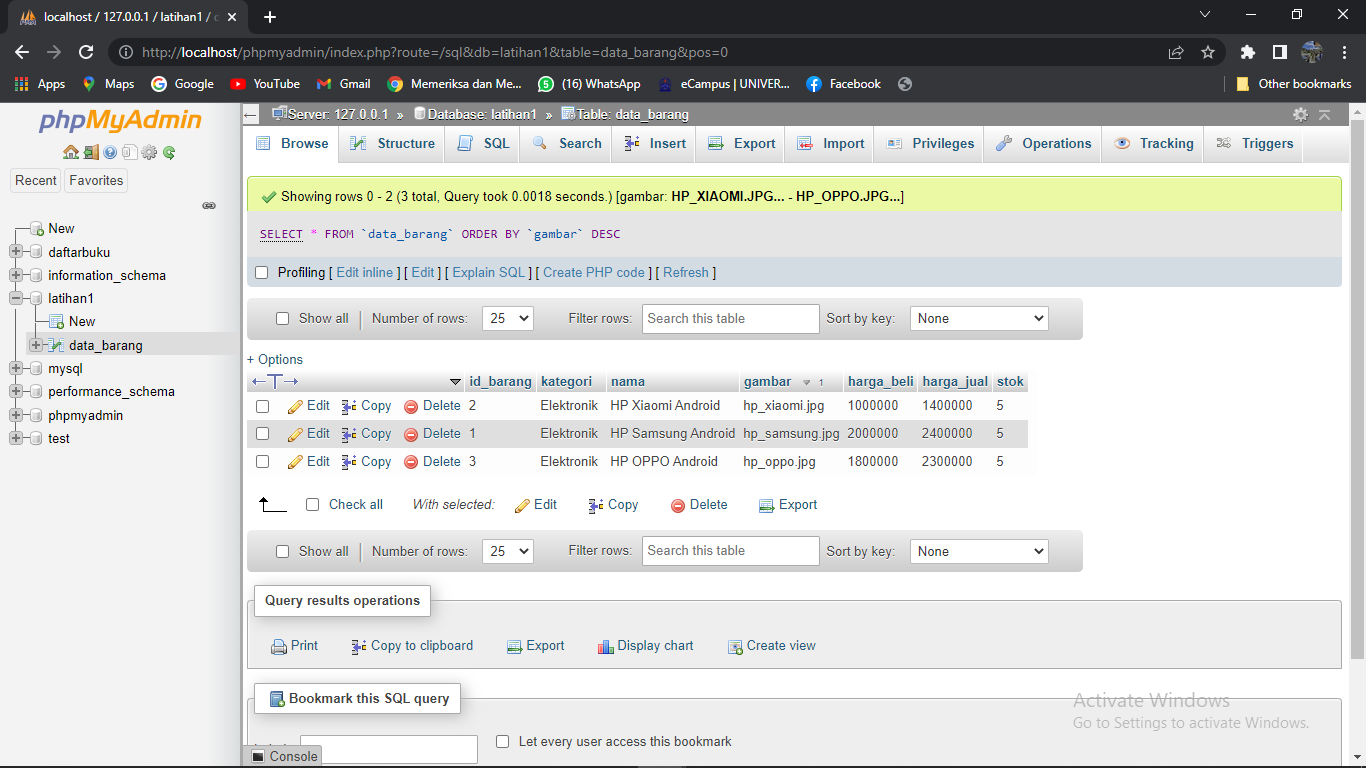 localhost / 127.0.0.1 / latihan1 /
http://localhost/phpmyadmin/index.php?route=/sql&db=latihan1&table=data_barang&pos=0
Apps Maps Google YouTube Gmail Memeriksa dan Me... (16) WhatsApp eCampus | UNIVER... Facebook Other bookmarks
phpMyAdmin
Recent Favorites
New
daftarbuku
information_schema
latihan1
New
data_barang
mysql
performance_schema
phpmyadmin
test
Server: 127.0.0.1 » Database: latihan1 » Table: data_barang
Browse Structure SQL Search Insert Export Import Privileges Operations Tracking Triggers
Showing rows 0 - 2 (3 total, Query took 0.0018 seconds.) [gambar: HP_XIAOMI.JPG... - HP_OPPO.JPG...]
SELECT * FROM `data_barang` ORDER BY `gambar` DESC
Profiling [ Edit inline ] [ Edit ] [ Explain SQL ] [ Create PHP code ] [ Refresh ]
Show all Number of rows: 25 Filter rows: Search this table Sort by key: None
+ Options
id_barang kategori nama gambar 1 harga_beli harga_jual stok
Edit Copy Delete 2 Elektronik HP Xiaomi Android hp_xiaomi.jpg 1000000 1400000 5
Edit Copy Delete 1 Elektronik HP Samsung Android hp_samsung.jpg 2000000 2400000 5
Edit Copy Delete 3 Elektronik HP OPPO Android hp_oppo.jpg 1800000 2300000 5
Check all With selected: Edit Copy Delete Export
Show all Number of rows: 25 Filter rows: Search this table Sort by key: None
Query results operations
Print Copy to clipboard Export Display chart Create view
Bookmark this SQL query
Let every user access this bookmark
Console
Activate Windows
Go to Settings to activate Windows.